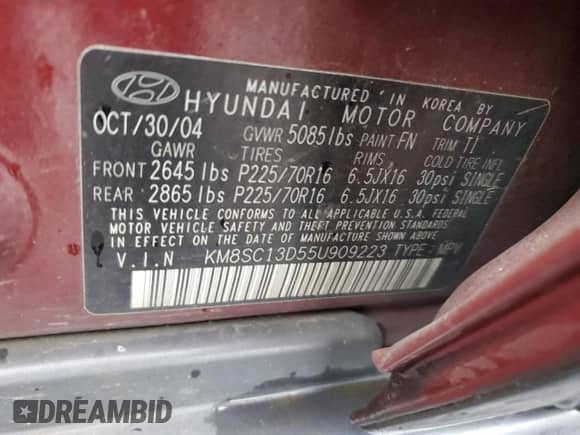 MANUFACTURED IN KOREA BY
HYUNDAI MOTOR COMPANY
OCT/30/04 GVWR 5085lbs PAINT FN TRIM TI
GAWR TIRES RIMS COLD TIRE INFL
FRONT 2645lbs P225/70R16 6.5JX16 30psi SINGLE
REAR 2865lbs P225/70R16 6.5JX16 30psi SINGLE
THIS VEHICLE CONFORMS TO ALL APPLICABLE U.S.A. FEDERAL
MOTOR VEHICLE SAFETY AND THEFT PREVENTION STANDARDS
IN EFFECT ON THE DATE OF MANUFACTURE SHOWN ABOVE.
V.I.N KM8SC13D55U909223 TYPE : MPV
DREAMBID